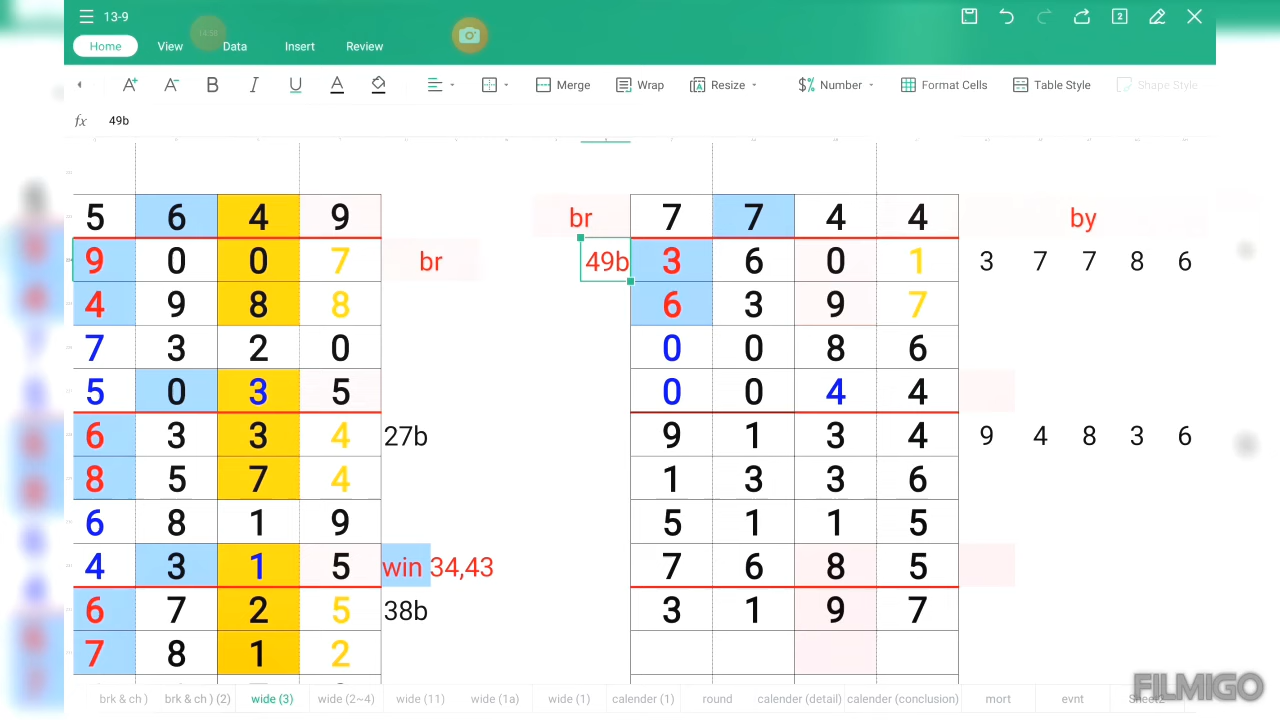 13-9
14:58
2
Home View Data Insert Review
A+ A- B I U A Merge Wrap Resize $% Number Format Cells Table Style Shape Style
fx 49b
5 6 4 9 br 7 7 4 4 by
9 0 0 7 br 49b 3 6 0 1 3 7 7 8 6
4 9 8 8 6 3 9 7
7 3 2 0 0 0 8 6
5 0 3 5 0 0 4 4
6 3 3 4 27b 9 1 3 4 9 4 8 3 6
8 5 7 4 1 3 3 6
6 8 1 9 5 1 1 5
4 3 1 5 win 34,43 7 6 8 5
6 7 2 5 38b 3 1 9 7
7 8 1 2
brk & ch ) brk & ch ) (2) wide (3) wide (2~4) wide (11) wide (1a) wide (1) calender (1) round calender (detail) calender (conclusion) mort evnt Sheet2
FILMIGO